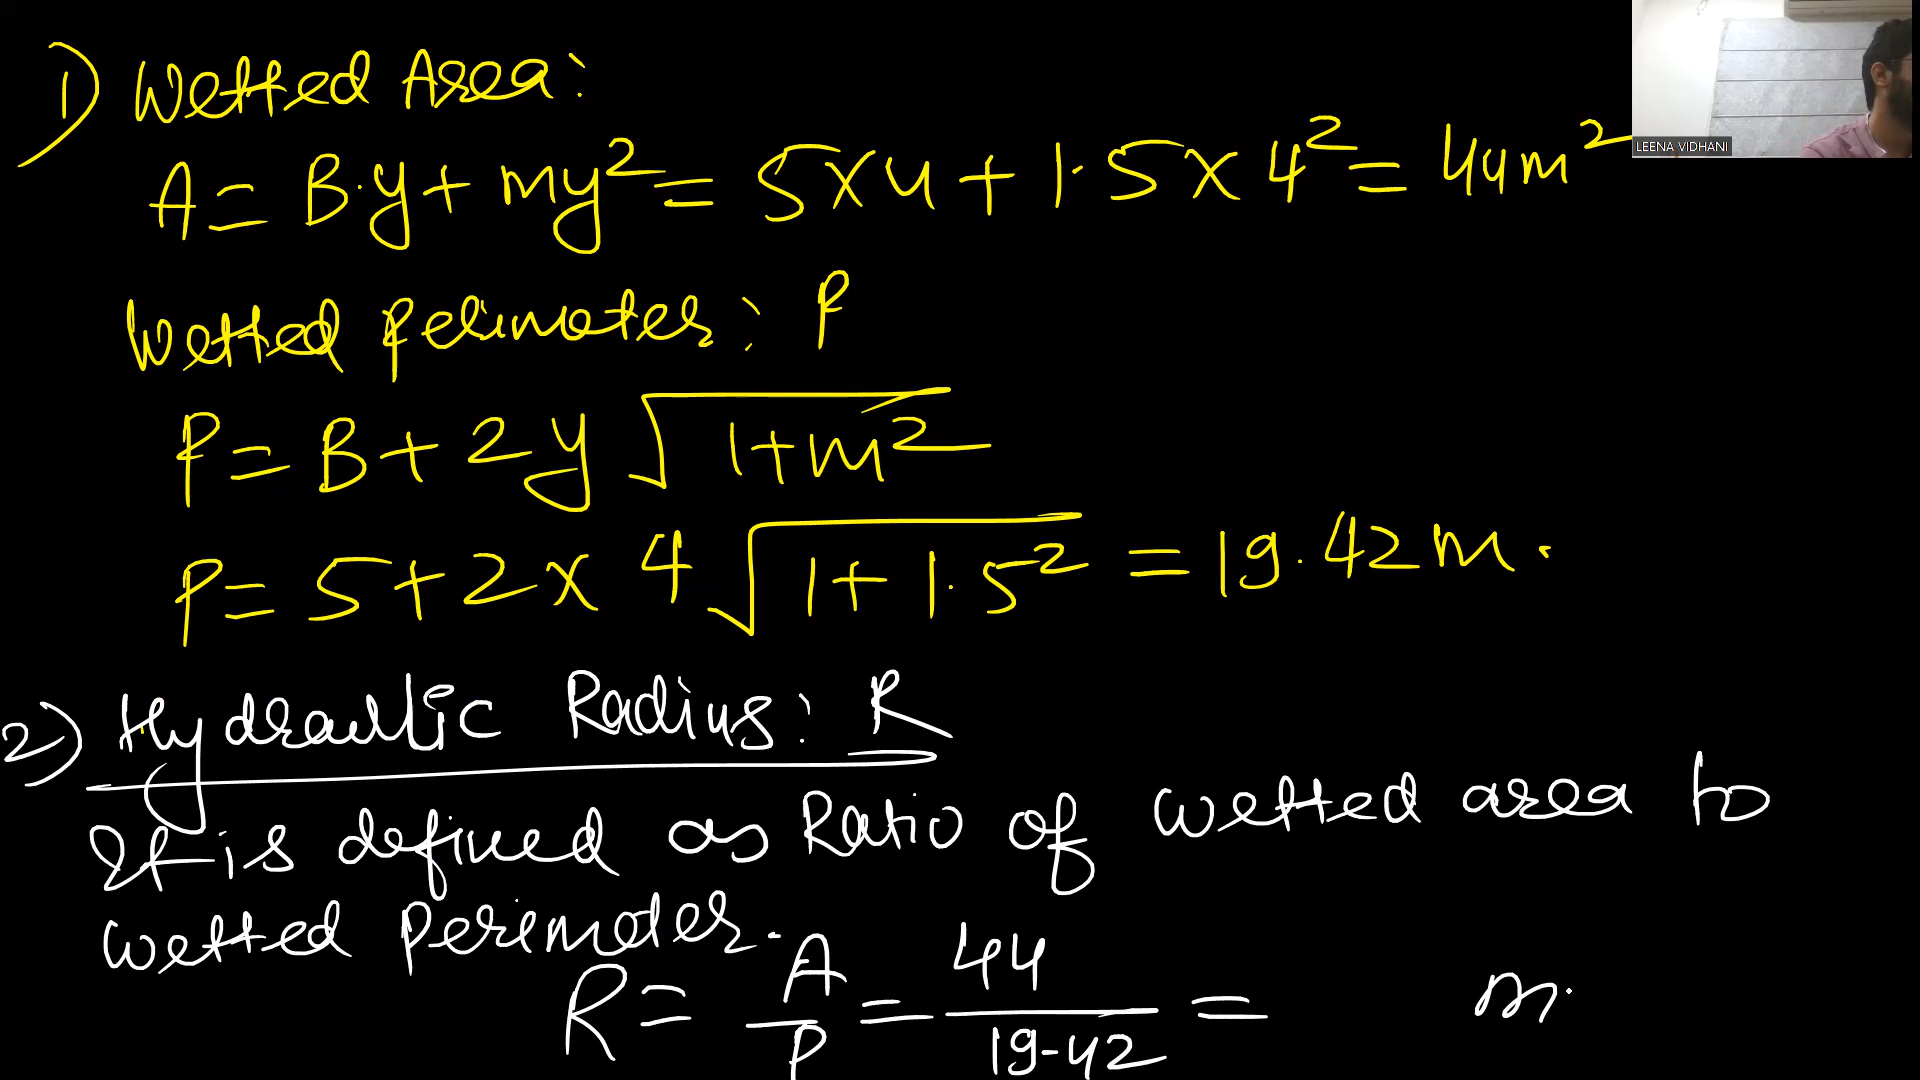 LEENA VIDHANI
1) Wetted Area:
A = B.y + my² = 5 x 4 + 1.5 x 4² = 44m²
Wetted perimeter: P
P = B + 2y √1+m²
P = 5 + 2 x 4 √1+1.5² = 19.42 m.
2) Hydraulic Radius: R
It is defined as Ratio of wetted area to
wetted Perimeter.
R = A/P = 44/19.42 = m.